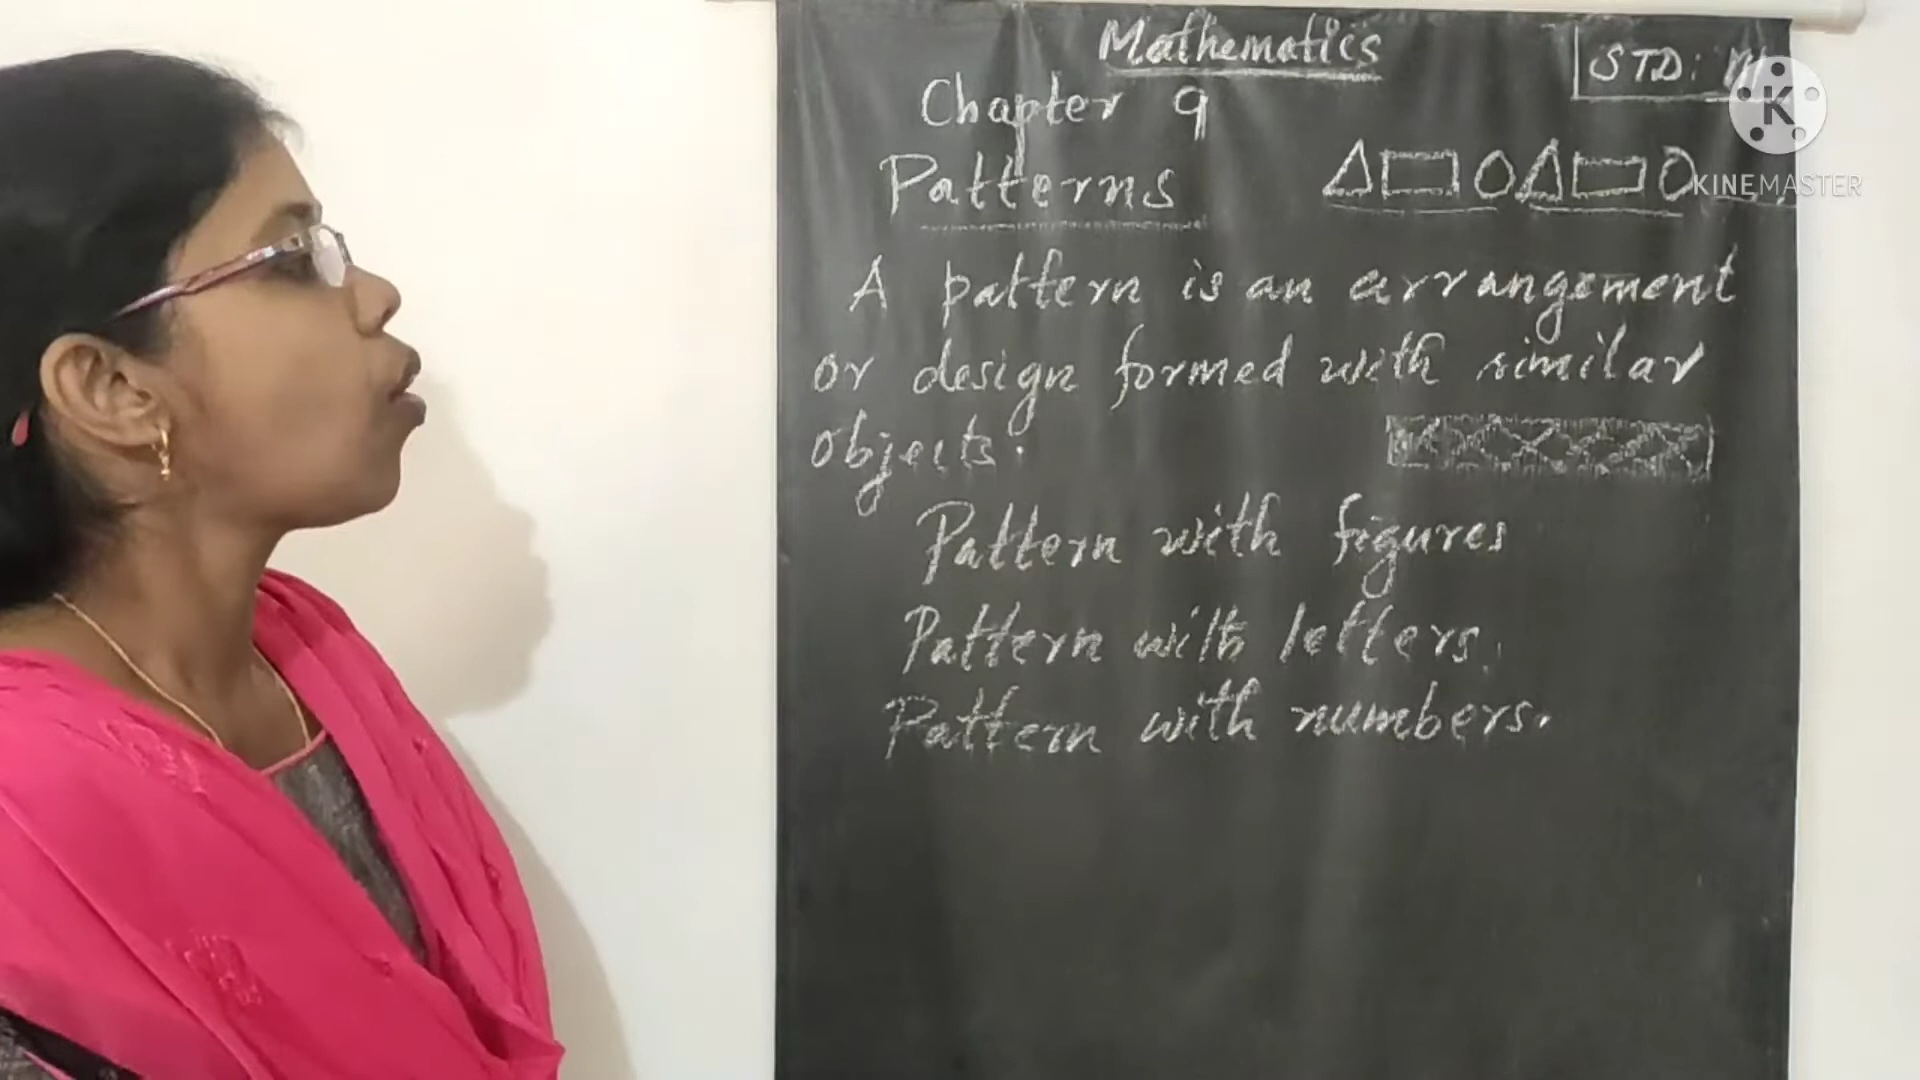 Mathematics
STD:
Chapter 9
Patterns
A pattern is an arrangement
or design formed with similar
objects.
Pattern with figures
Pattern with letters.
Pattern with numbers.
K
KINEMASTER